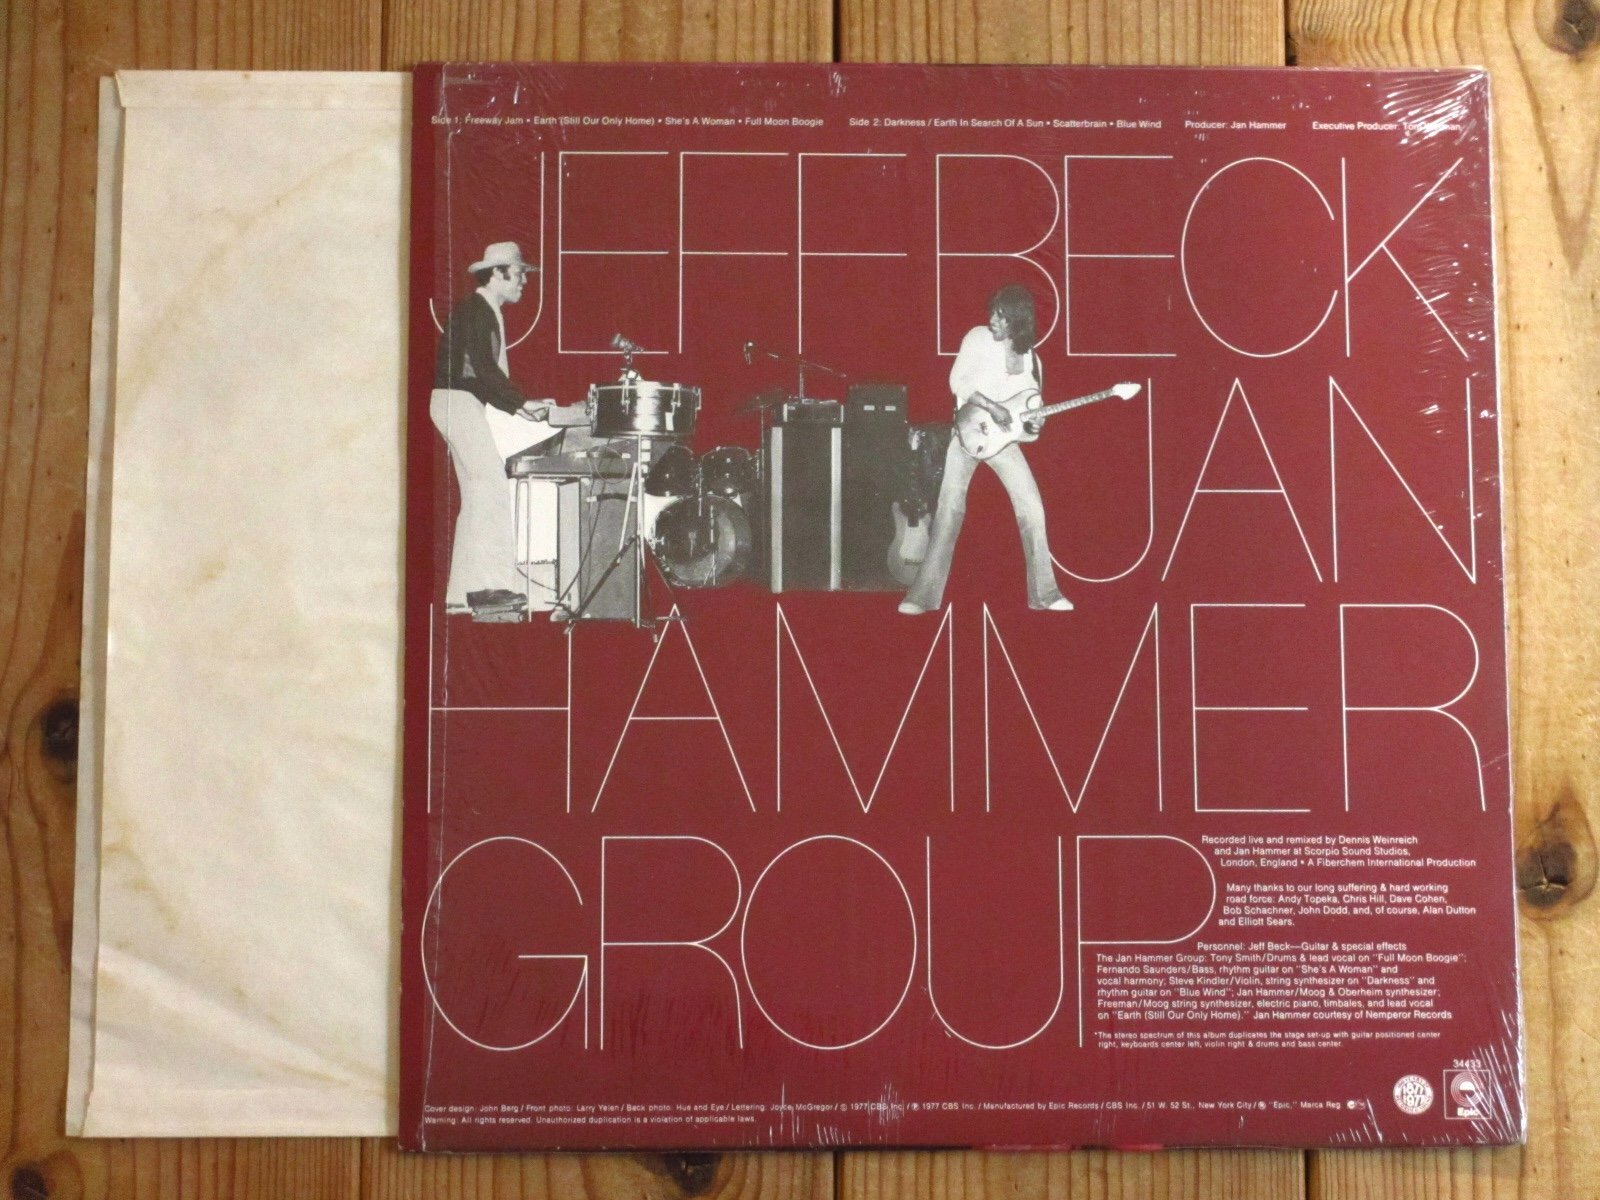 Side 1: Freeway Jam • Earth (Still Our Only Home) • She's A Woman • Full Moon Boogie Side 2: Darkness / Earth In Search Of A Sun • Scatterbrain • Blue Wind Producer: Jan Hammer Executive Producer:
JEFF BECK
JAN
HAMMER
GROUP
Recorded live and remixed by Dennis Weinreich
and Jan Hammer at Scorpio Sound Studios,
London, England • A Fiberchem International Production
Many thanks to our long suffering & hard working
road force: Andy Topeka, Chris Hill, Dave Cohen,
Bob Schachner, John Dodd, and, of course, Alan Dutton
and Elliott Sears.
Personnel: Jeff Beck—Guitar & special effects
The Jan Hammer Group: Tony Smith/Drums & lead vocal on "Full Moon Boogie";
Fernando Saunders/Bass, rhythm guitar on "She's A Woman" and
vocal harmony; Steve Kindler/Violin, string synthesizer on "Darkness" and
rhythm guitar on "Blue Wind"; Jan Hammer/Moog & Oberheim synthesizer;
Freeman/Moog string synthesizer, electric piano, timbales, and lead vocal
on "Earth (Still Our Only Home)." Jan Hammer courtesy of Nemperor Records
*The stereo spectrum of this album duplicates the stage set-up with guitar positioned center
right, keyboards center left, violin right & drums and bass center.
34433
1877 1977
Epic
Cover design: John Berg / Front photo: Larry / Back photo: Hue and Eye / Lettering: Joyce McGregor / © 1977 CBS Inc. / ℗ 1977 CBS Inc. / Manufactured by Epic Records / CBS Inc. / 51 W. 52 St., New York City / ® "Epic," Marca Reg
Warning: All rights reserved. Unauthorized duplication is a violation of applicable laws.